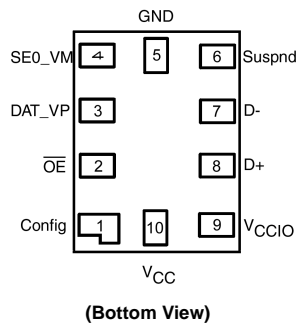 GND
SE0_VM 4 5 6 Suspnd
DAT_VP 3 7 D-
OE 2 8 D+
Config 1 10 9 VCCIO
VCC
(Bottom View)